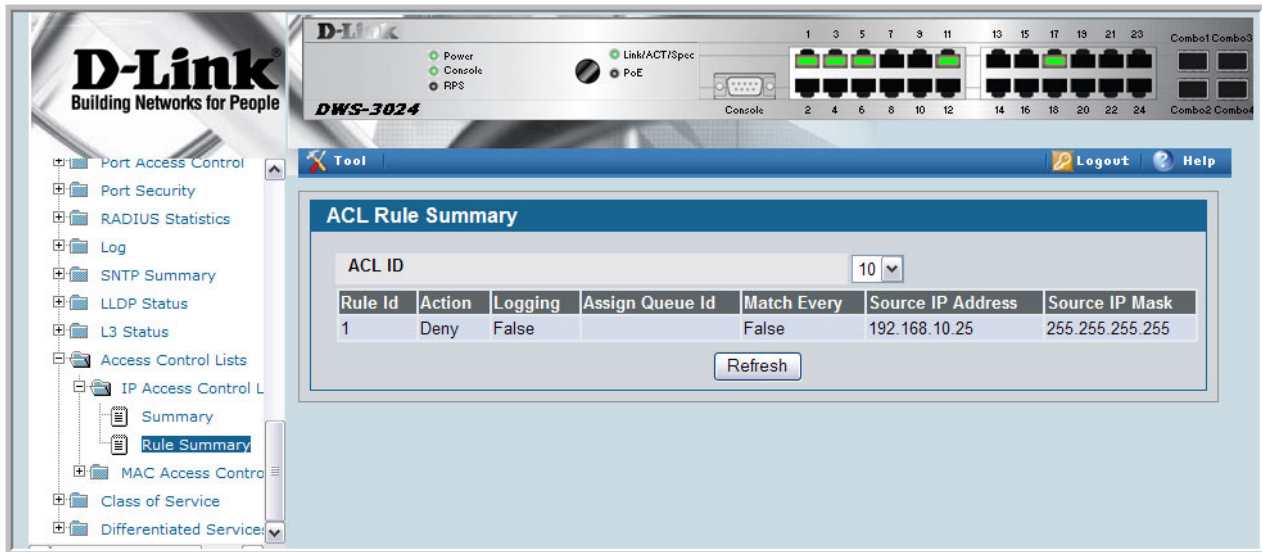 D-Link®
Building Networks for People
D-Link
Power
Console
RPS
Link/ACT/Spec
PoE
DWS-3024
Console
1 3 5 7 9 11 13 15 17 19 21 23
2 4 6 8 10 12 14 16 18 20 22 24
Combo1 Combo3
Combo2 Combo4
Tool
Logout
Help
Port Access Control
Port Security
RADIUS Statistics
Log
SNTP Summary
LLDP Status
L3 Status
Access Control Lists
IP Access Control L
Summary
Rule Summary
MAC Access Contro
Class of Service
Differentiated Service
ACL Rule Summary
ACL ID 10
Rule Id Action Logging Assign Queue Id Match Every Source IP Address Source IP Mask
1 Deny False False 192.168.10.25 255.255.255.255
Refresh